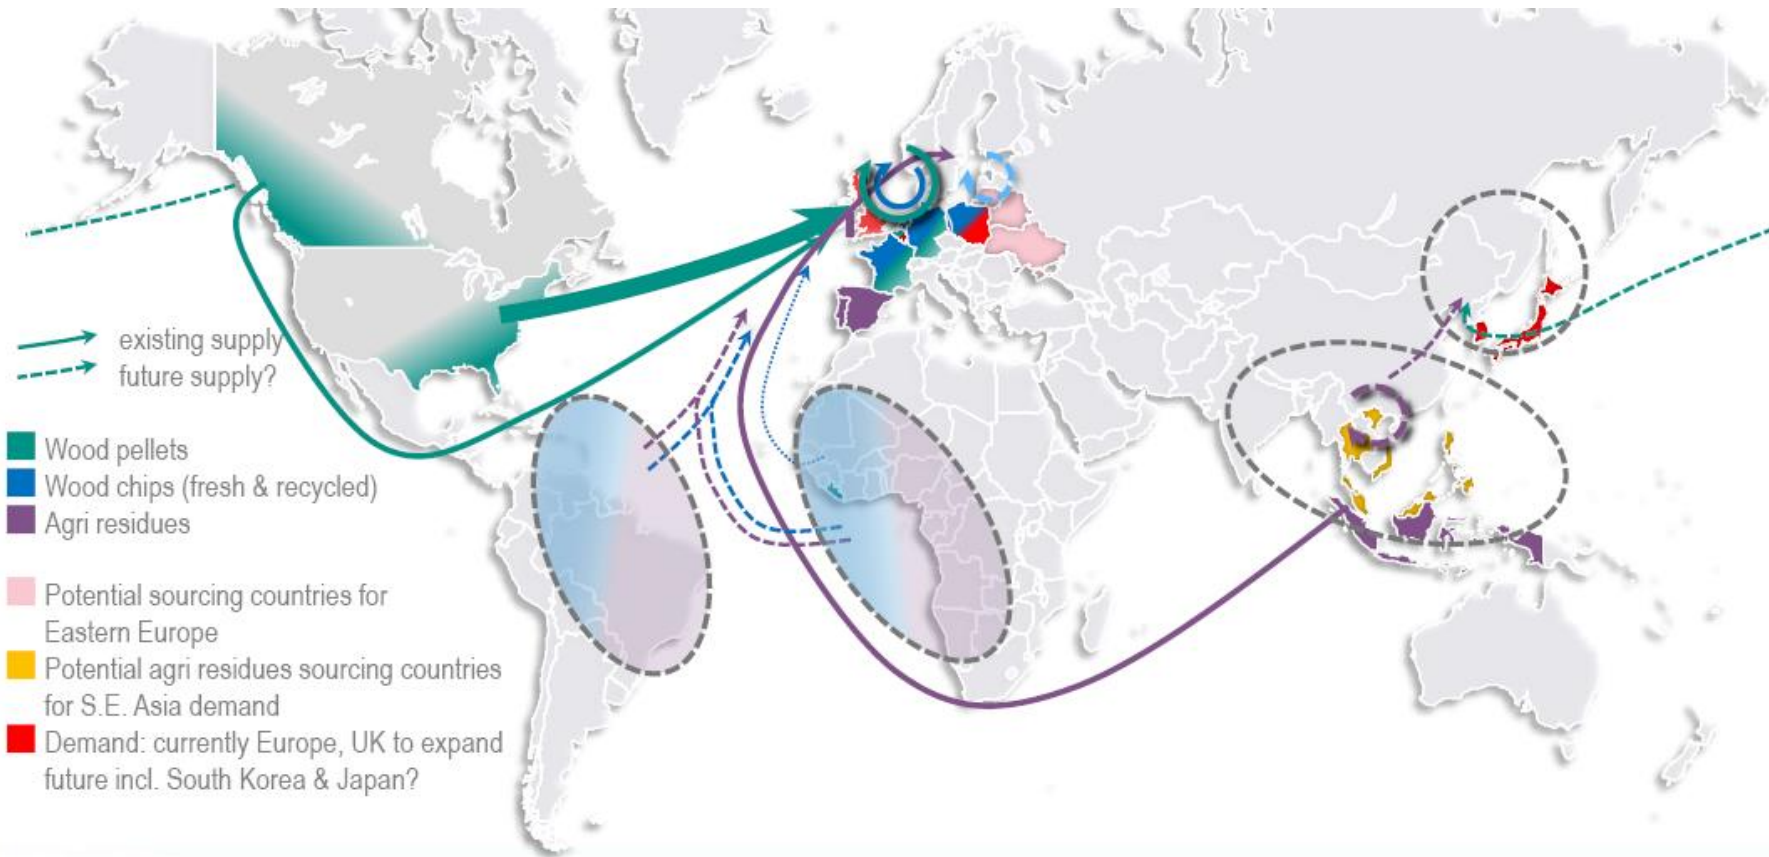 existing supply
future supply?
Wood pellets
Wood chips (fresh & recycled)
Agri residues
Potential sourcing countries for
Eastern Europe
Potential agri residues sourcing countries
for S.E. Asia demand
Demand: currently Europe, UK to expand
future incl. South Korea & Japan?